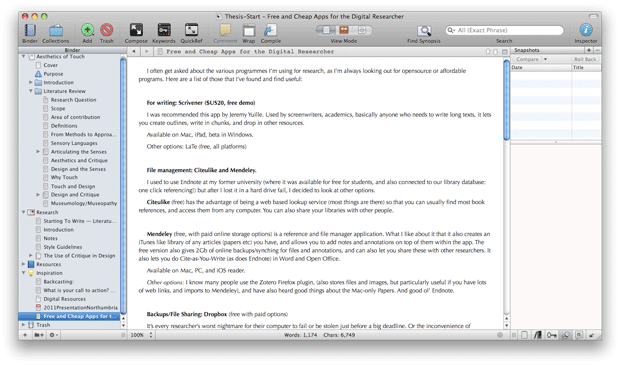 Thesis-Start - Free and Cheap Apps for the Digital Researcher
Binder
Collections
Add
Trash
Compose
Keywords
QuickRef
Comment
Wrap
Compile
View Mode
Find Synopsis
All (Exact Phrase)
Search
Inspector
Binder
Aesthetics of Touch
Cover
Purpose
Introduction
Literature Review
Research Question
Scope
Area of contribution
Definitions
From Methods to Approa...
Sensory Languages
Articulating the Senses
Aesthetics and Critique
Design and the Senses
Why Touch
Touch and Design
Design and Critique
Museumology/Museopathy
Research
Starting To Write — Literatu...
Introduction
Notes
Style Guidelines
The Use of Critique in Design
Resources
Inspiration
Backcasting:
What is your call to action? ...
Digital Resources
2011PresentationNorthumbria
Free and Cheap Apps for t...
Trash
Free and Cheap Apps for the Digital Researcher
I often get asked about the various programmes I'm using for research, as I'm always looking out for opensource or affordable
programs. Here are a list of those that I've found and find useful:
For writing: Scrivener ($US20, free demo)
I was recommended this app by Jeremy Yuille. Used by screenwriters, academics, basically anyone who needs to write long texts, it lets
you create outlines, write in chunks, and drop in other resources.
Available on Mac, iPad, beta in Windows.
Other options: LaTe (free, all platforms)
File management: Citeulike and Mendeley.
I used to use Endnote at my former university (where it was available for free for students, and also connected to our library database:
one click referencing!) but after I lost it in a hard drive fail, I decided to look at other options.
Citeulike (free) has the advantage of being a web based lookup service (most things are there) so that you can usually find most book
references, and access them from any computer. You can also share your libraries with other people.
Mendeley (free, with paid online storage options) is a reference and file manager application. What I like about it that it also creates an
iTunes like library of any articles (papers etc) you have, and allows you to add notes and annotation on top of them within the app. The
free version also gives 2Gb of online backups/synching for files and annotations, and can also let you share these with other researchers. It
also lets you do Cite-as-You-Write (as does Endnote) in Word and Open Office.
Available on Mac, PC, and iOS reader.
Other options: I know many people use the Zotero Firefox plugin, (also stores files and images, but particularly useful if you have lots
of web links, and imports to Mendeley), and have also heard good things about the Mac-only Papers. And good ol' Endnote.
Backups/File Sharing: Dropbox (free with paid options)
It's every researcher's worst nightmare for their computer to fail or be stolen just before a big deadline. Or the inconvenience of
100%
Words: 1,174 Chars: 6,749
Snapshots
Compare
Roll Back
Date
Title